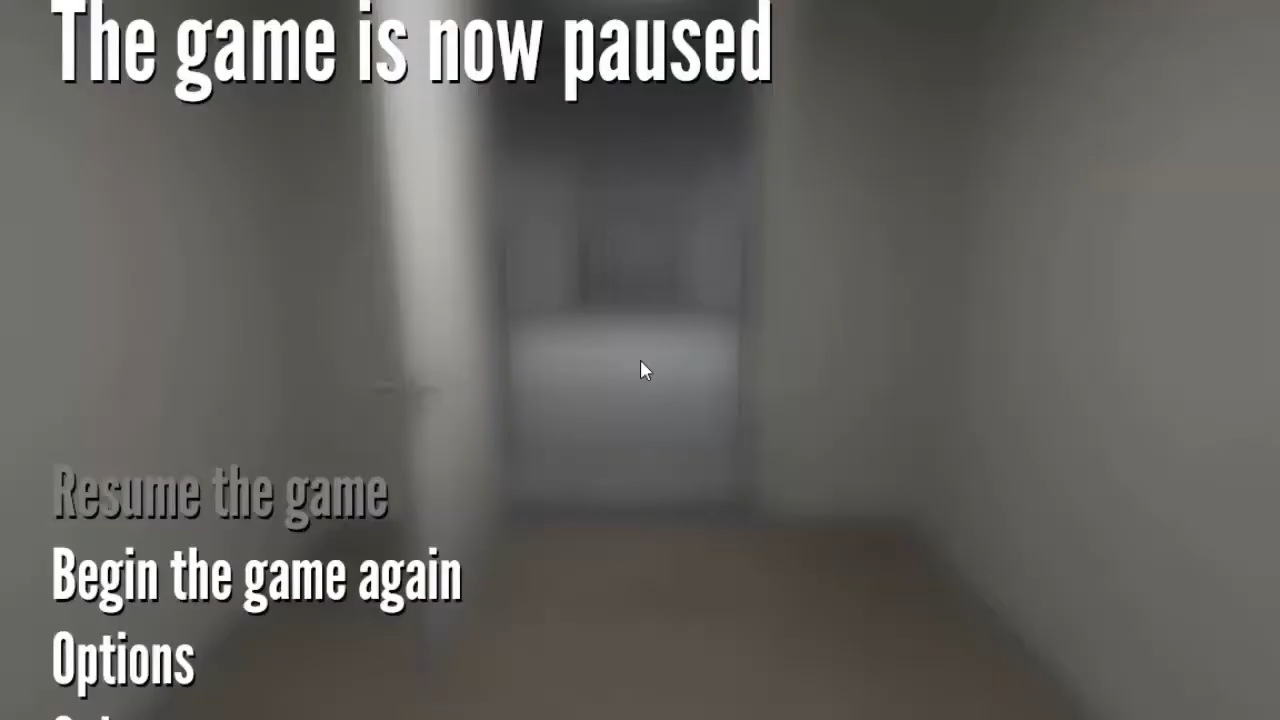 The game is now paused
Resume the game
Begin the game again
Options